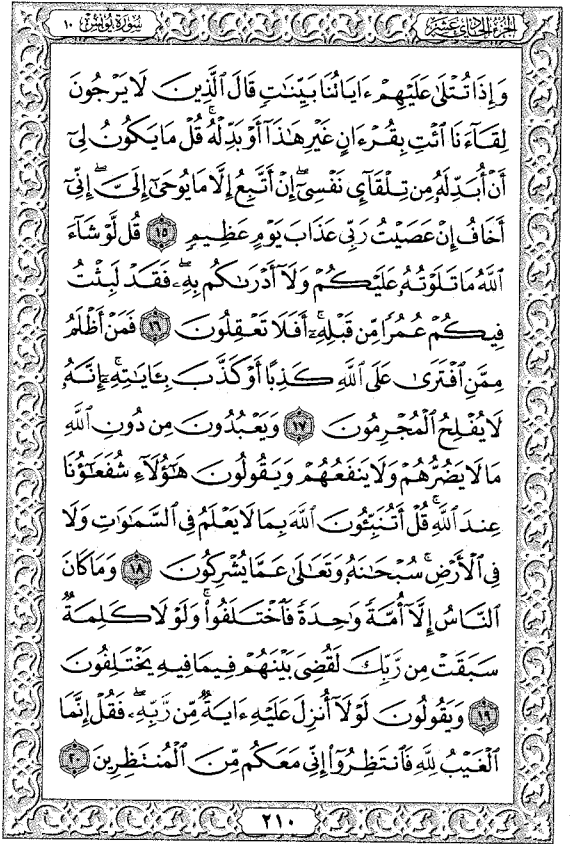 الجزء الحادي عشر
سورة يونس ١٠
وَإِذَا تُتْلَىٰ عَلَيْهِمْ ءَايَاتُنَا بَيِّنَٰتٍ قَالَ ٱلَّذِينَ لَا يَرْجُونَ
لِقَآءَنَا ٱئْتِ بِقُرْءَانٍ غَيْرِ هَٰذَآ أَوْ بَدِّلْهُ ۚ قُلْ مَا يَكُونُ لِىٓ
أَنْ أُبَدِّلَهُۥ مِن تِلْقَآئِ نَفْسِىٓ ۖ إِنْ أَتَّبِعُ إِلَّا مَا يُوحَىٰٓ إِلَىَّ ۖ إِنِّىٓ
أَخَافُ إِنْ عَصَيْتُ رَبِّى عَذَابَ يَوْمٍ عَظِيمٍ ١٥ قُل لَّوْ شَآءَ
ٱللَّهُ مَا تَلَوْتُهُۥ عَلَيْكُمْ وَلَآ أَدْرَىٰكُم بِهِۦ ۖ فَقَدْ لَبِثْتُ
فِيكُمْ عُمُرًا مِّن قَبْلِهِۦٓ ۚ أَفَلَا تَعْقِلُونَ ١٦ فَمَنْ أَظْلَمُ
مِمَّنِ ٱفْتَرَىٰ عَلَى ٱللَّهِ كَذِبًا أَوْ كَذَّبَ بِـَٔايَٰتِهِۦٓ ۚ إِنَّهُۥ
لَا يُفْلِحُ ٱلْمُجْرِمُونَ ١٧ وَيَعْبُدُونَ مِن دُونِ ٱللَّهِ
مَا لَا يَضُرُّهُمْ وَلَا يَنفَعُهُمْ وَيَقُولُونَ هَٰٓؤُلَآءِ شُفَعَٰٓؤُنَا
عِندَ ٱللَّهِ ۚ قُلْ أَتُنَبِّـُٔونَ ٱللَّهَ بِمَا لَا يَعْلَمُ فِى ٱلسَّمَٰوَٰتِ وَلَا
فِى ٱلْأَرْضِ ۚ سُبْحَٰنَهُۥ وَتَعَٰلَىٰ عَمَّا يُشْرِكُونَ ١٨ وَمَا كَانَ
ٱلنَّاسُ إِلَّآ أُمَّةً وَٰحِدَةً فَٱخْتَلَفُوا۟ ۚ وَلَوْلَا كَلِمَةٌ
سَبَقَتْ مِن رَّبِّكَ لَقُضِىَ بَيْنَهُمْ فِيمَا فِيهِ يَخْتَلِفُونَ
١٩ وَيَقُولُونَ لَوْلَآ أُنزِلَ عَلَيْهِ ءَايَةٌ مِّن رَّبِّهِۦ ۖ فَقُلْ إِنَّمَا
ٱلْغَيْبُ لِلَّهِ فَٱنتَظِرُوٓا۟ إِنِّى مَعَكُم مِّنَ ٱلْمُنتَظِرِينَ ٢٠
٢١٠